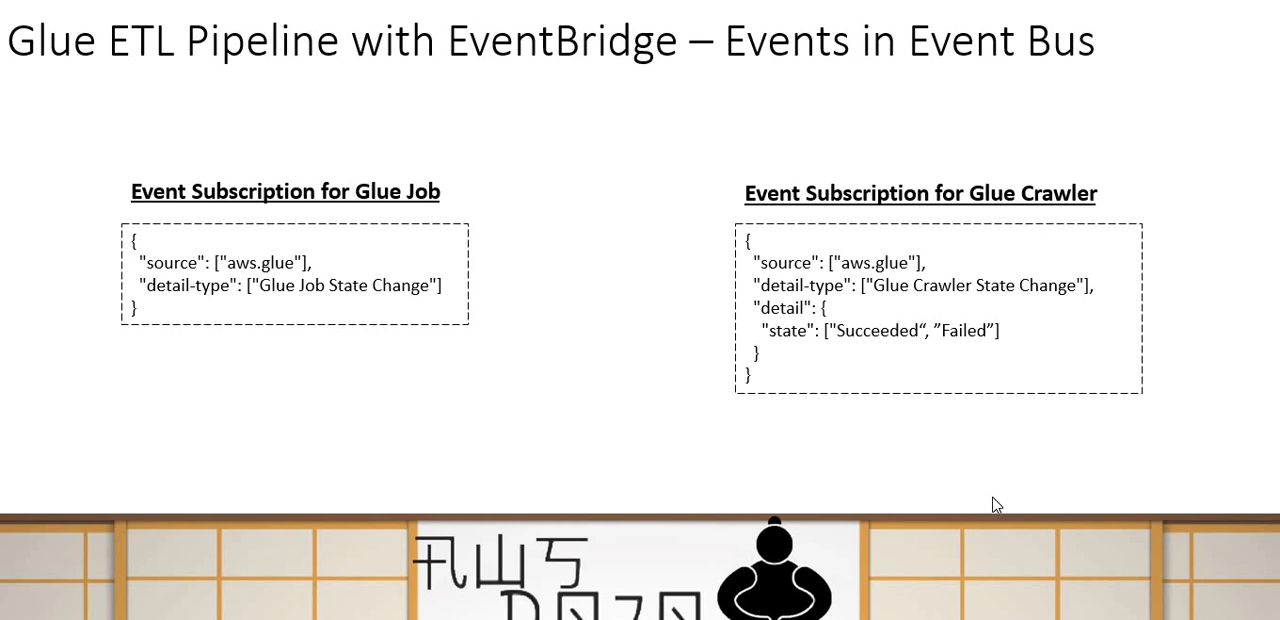 Glue ETL Pipeline with EventBridge – Events in Event Bus
Event Subscription for Glue Job
{
"source": ["aws.glue"],
"detail-type": ["Glue Job State Change"]
}
Event Subscription for Glue Crawler
{
"source": ["aws.glue"],
"detail-type": ["Glue Crawler State Change"],
"detail": {
"state": ["Succeeded“, ”Failed”]
}
}